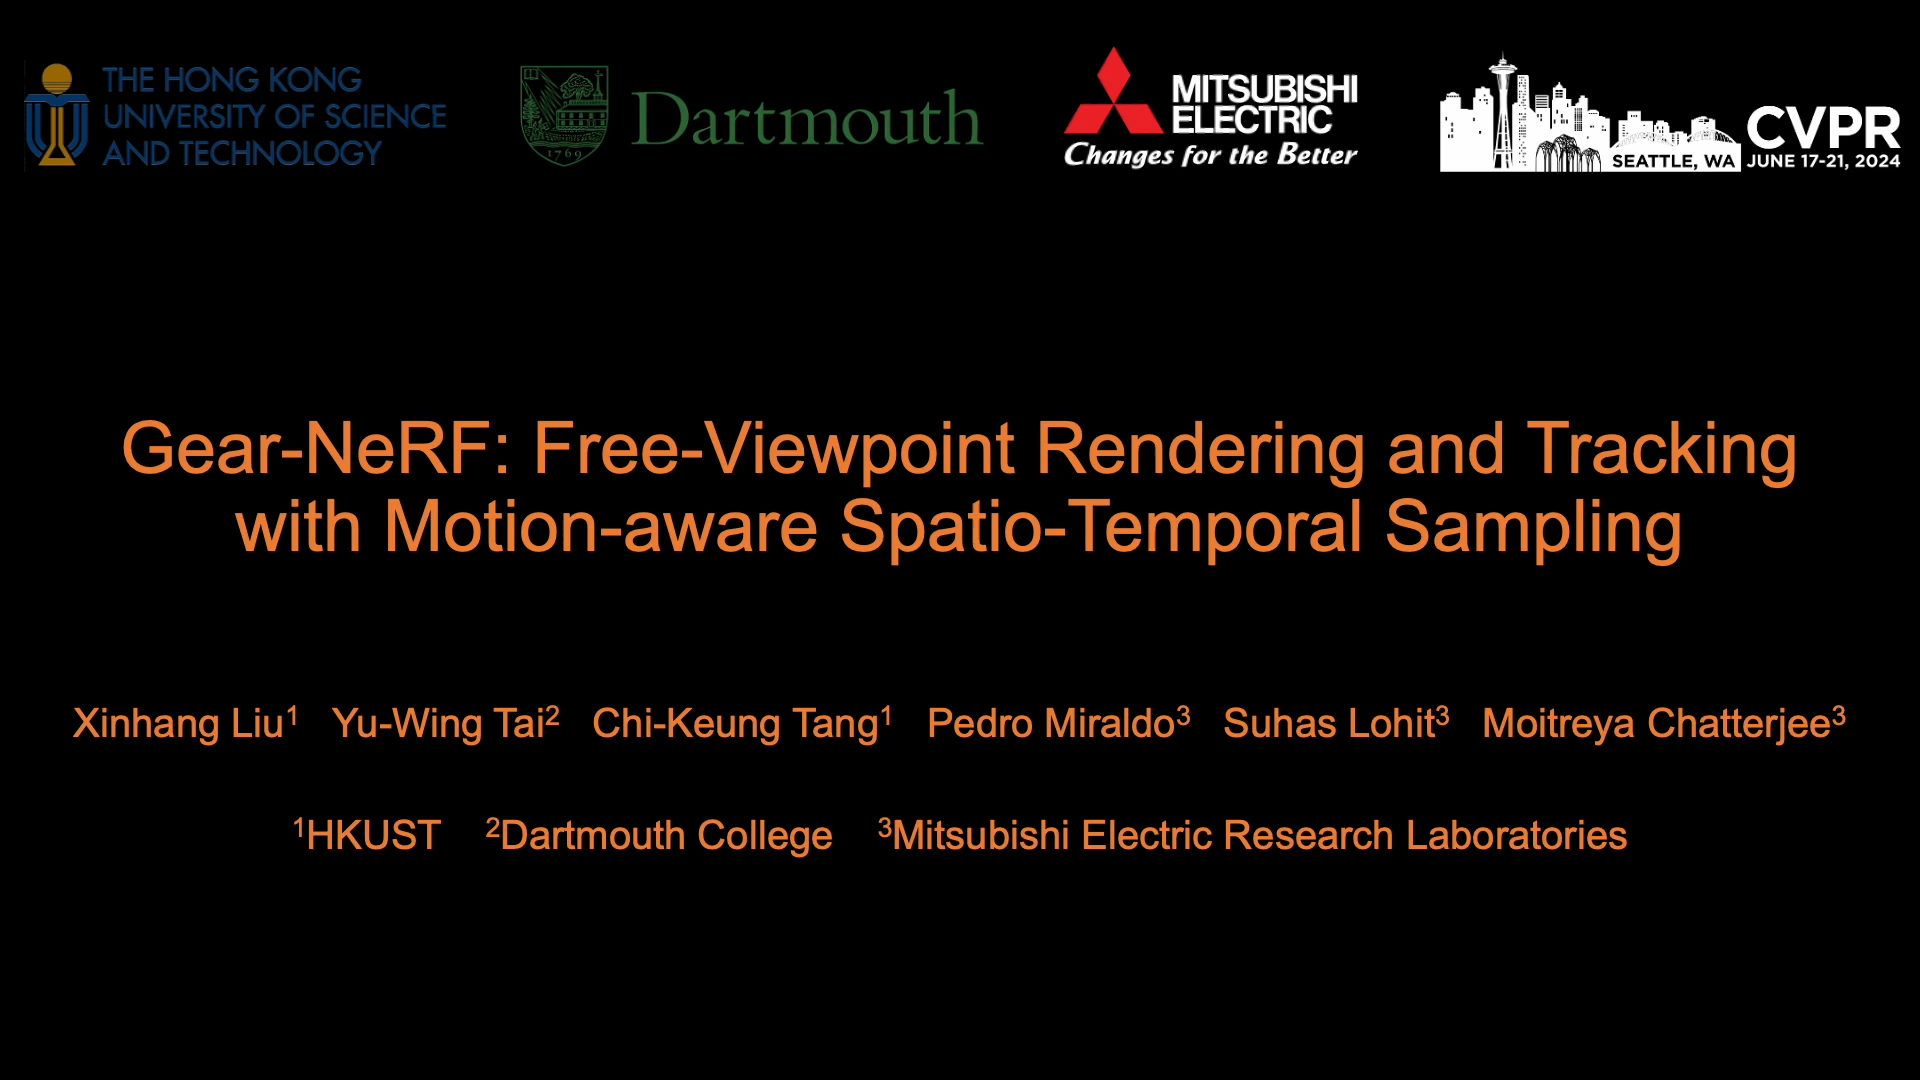 THE HONG KONG
UNIVERSITY OF SCIENCE
AND TECHNOLOGY
1769
Dartmouth
MITSUBISHI
ELECTRIC
Changes for the Better
SEATTLE, WA
CVPR
JUNE 17-21, 2024
Gear-NeRF: Free-Viewpoint Rendering and Tracking
with Motion-aware Spatio-Temporal Sampling
Xinhang Liu¹ Yu-Wing Tai² Chi-Keung Tang¹ Pedro Miraldo³ Suhas Lohit³ Moitreya Chatterjee³
¹HKUST ²Dartmouth College ³Mitsubishi Electric Research Laboratories